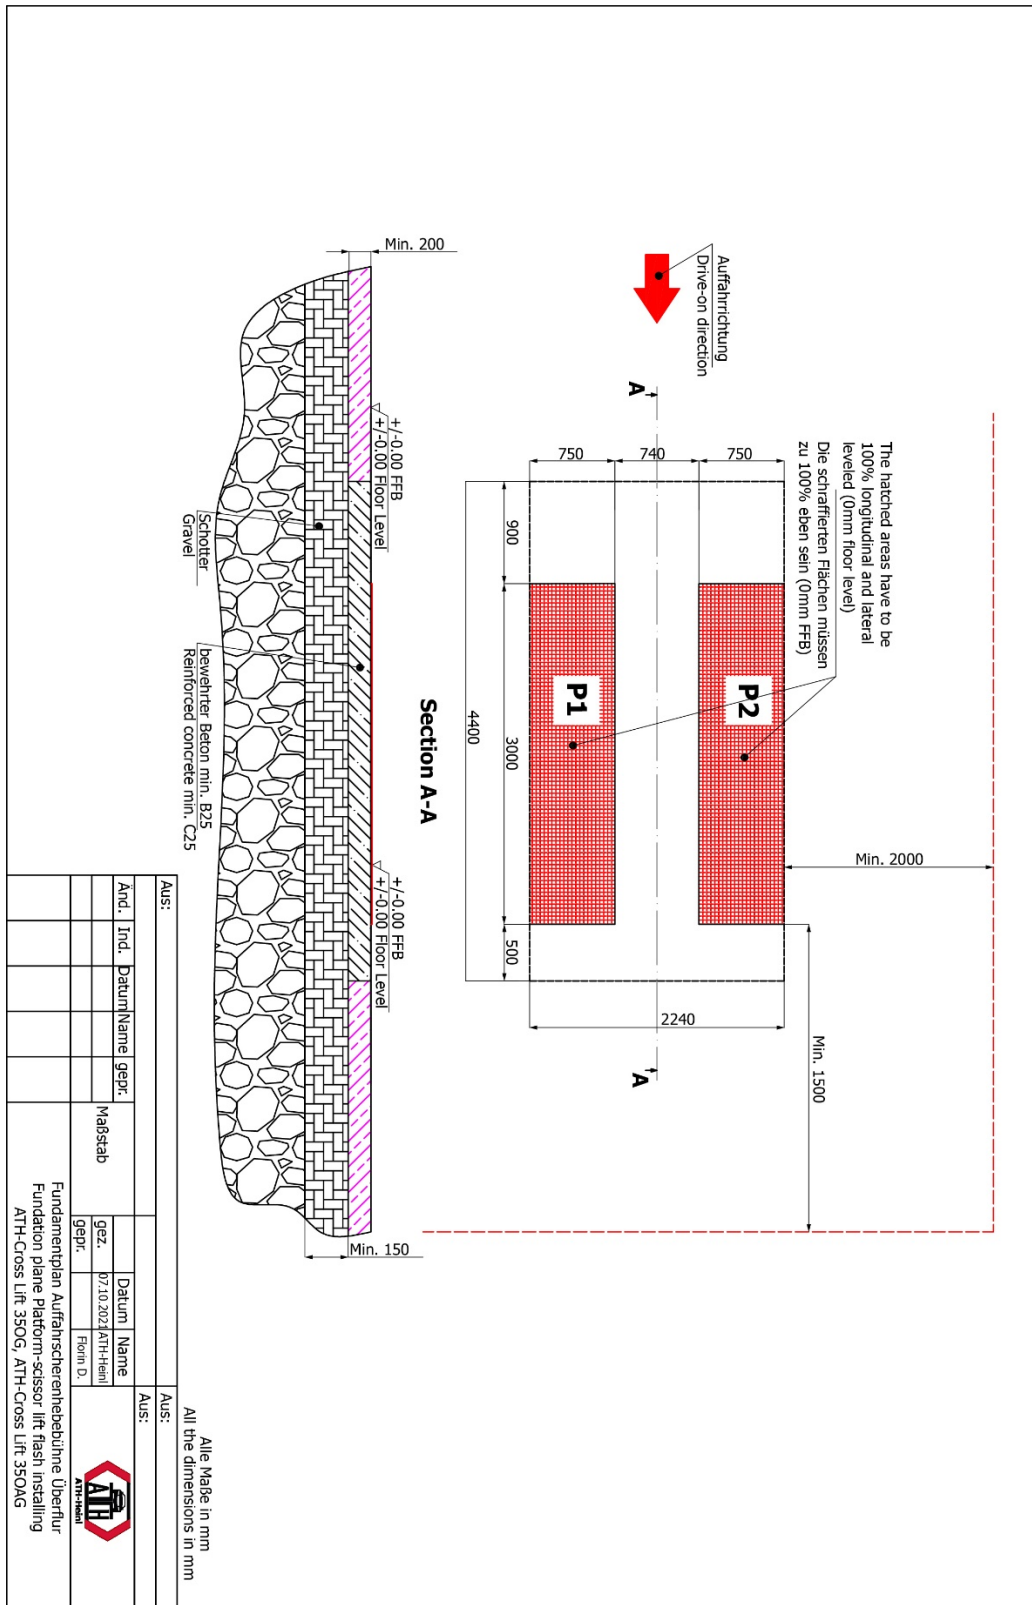 Auffahrrichtung
Drive-on direction
The hatched areas have to be
100% longitudinal and lateral
leveled (0mm floor level)
Die schraffierten Flächen müssen
zu 100% eben sein (0mm FFB)
A
A
750
740
750
900
3000
500
4400
2240
Min. 2000
Min. 1500
P2
P1
Section A-A
Min. 200
+/-0.00 FFB
+/-0.00 Floor Level
+/-0.00 FFB
+/-0.00 Floor Level
Schotter
Gravel
bewehrter Beton min. B25
Reinforced concrete min. C25
Min. 150
Alle Maße in mm
All the dimensions in mm
Aus:
Aus:
Aus:
Änd. Ind. Datum Name gepr.
Maßstab
Datum Name
gez. 07.10.2021 ATH-Heinl
gepr. Florin D.
ATH
ATH-Heinl
Fundamentplan Auffahrscherenhebebühne Überflur
Fundation plane Platform-scissor lift flash installing
ATH-Cross Lift 35OG, ATH-Cross Lift 35OAG